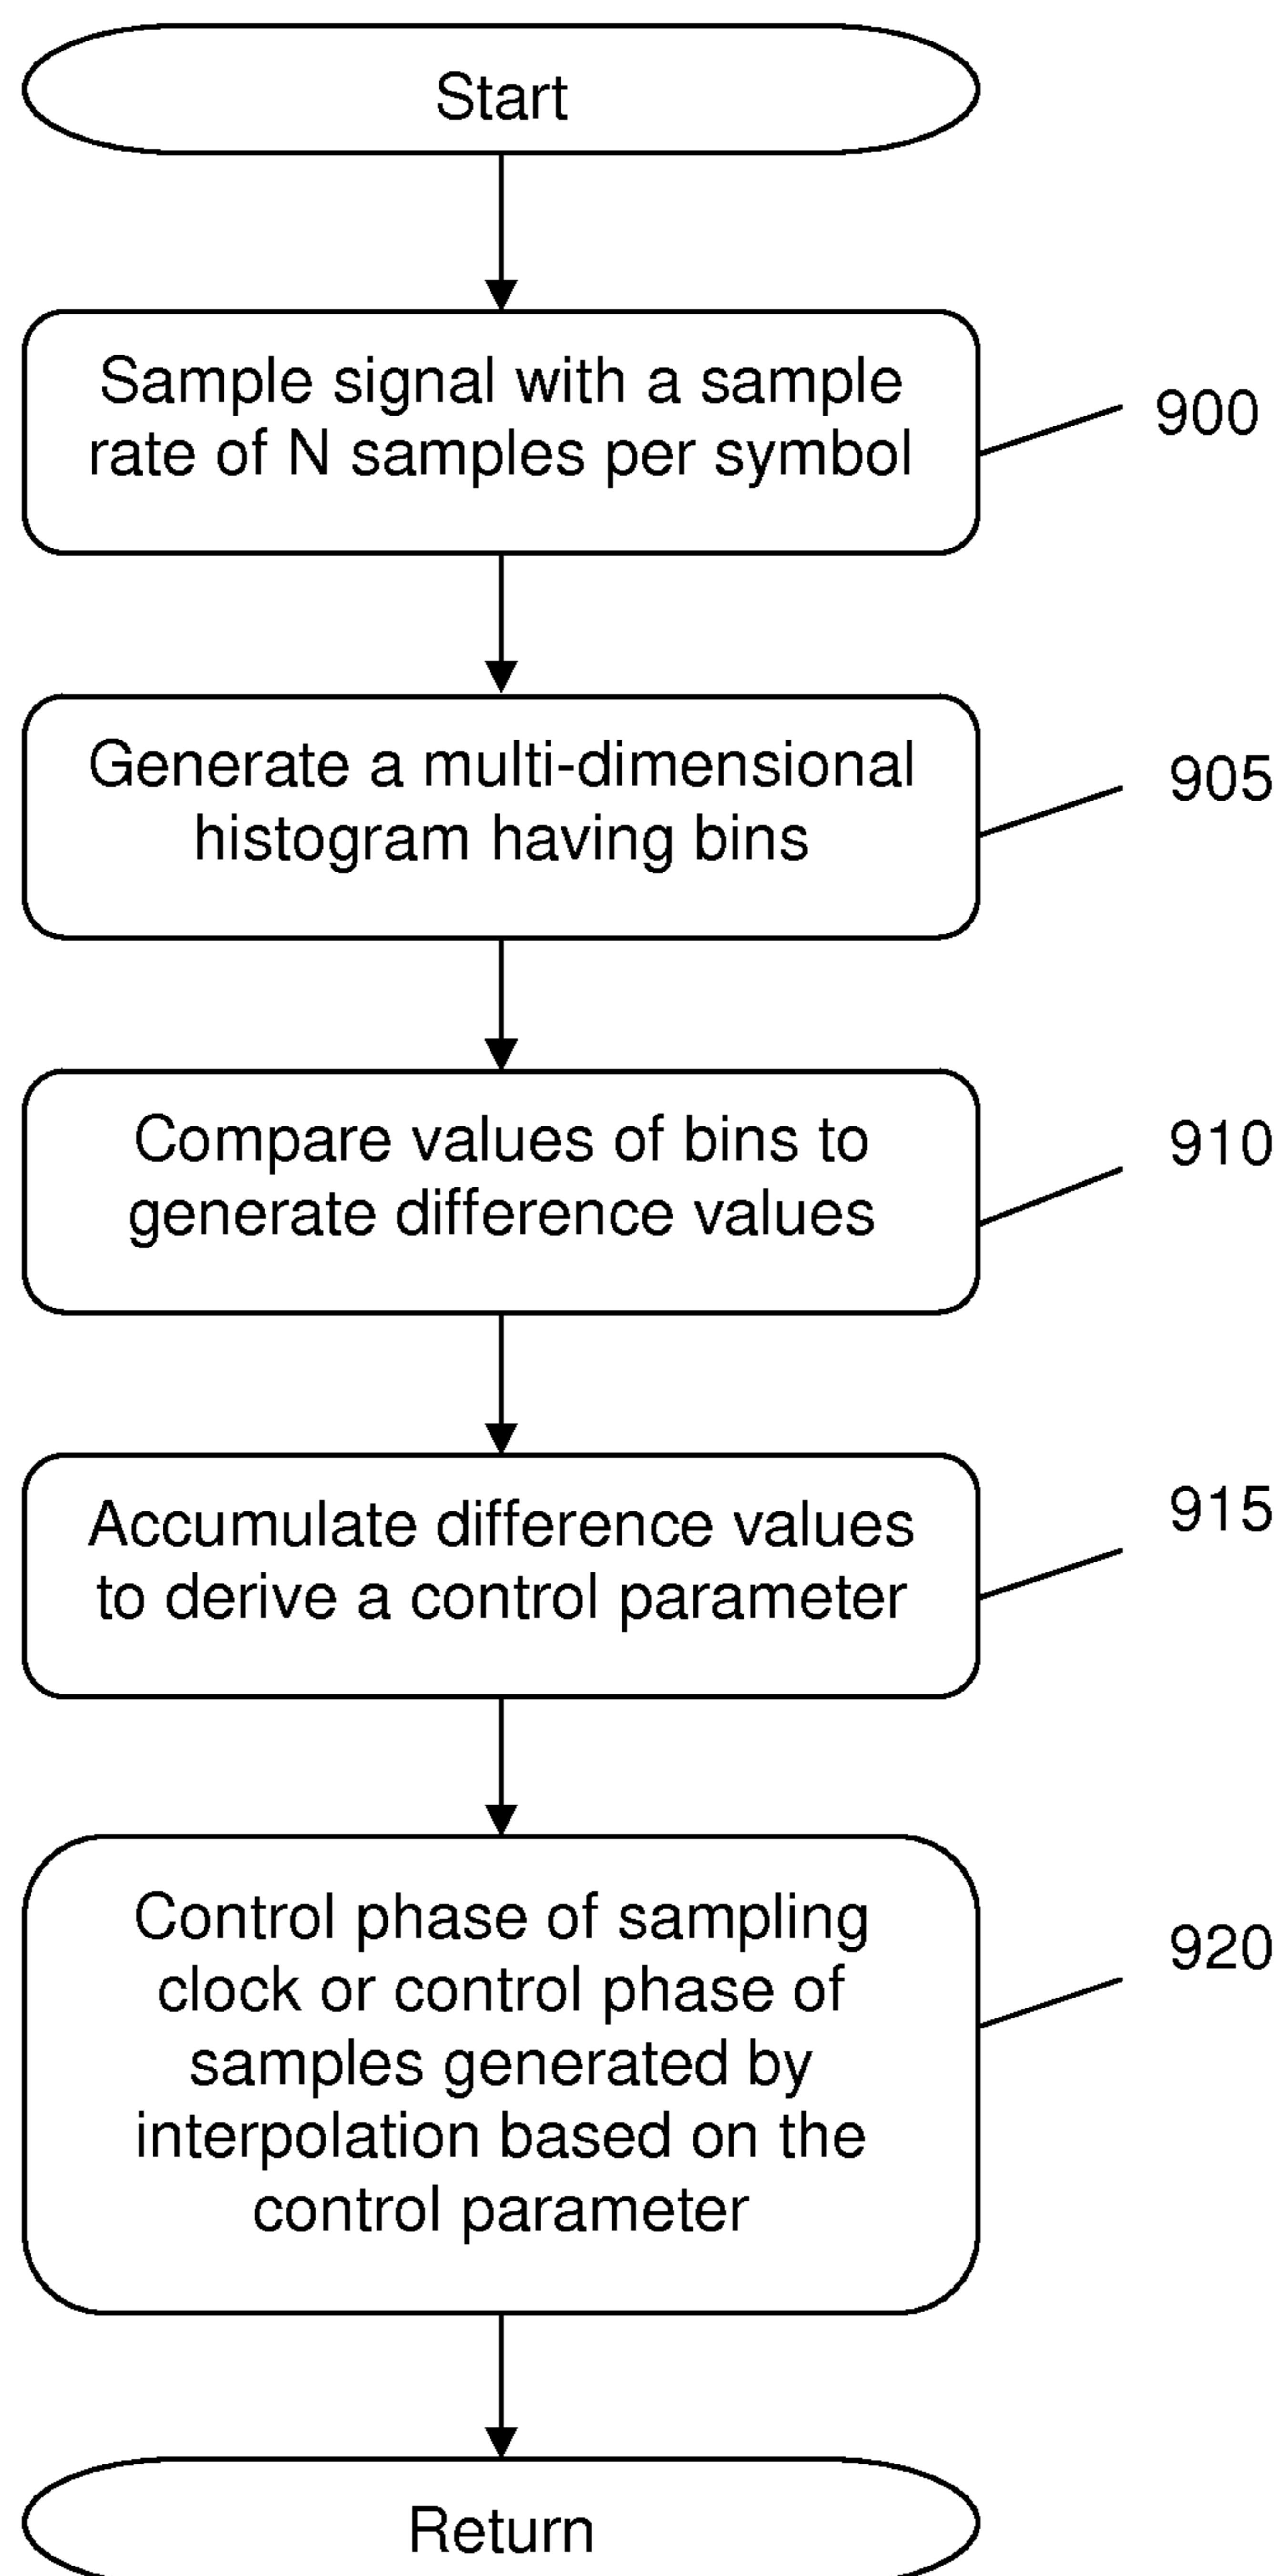 Start
Sample signal with a sample
rate of N samples per symbol
900
Generate a multi-dimensional
histogram having bins
905
Compare values of bins to
generate difference values
910
Accumulate difference values
to derive a control parameter
915
Control phase of sampling
clock or control phase of
samples generated by
interpolation based on the
control parameter
920
Return